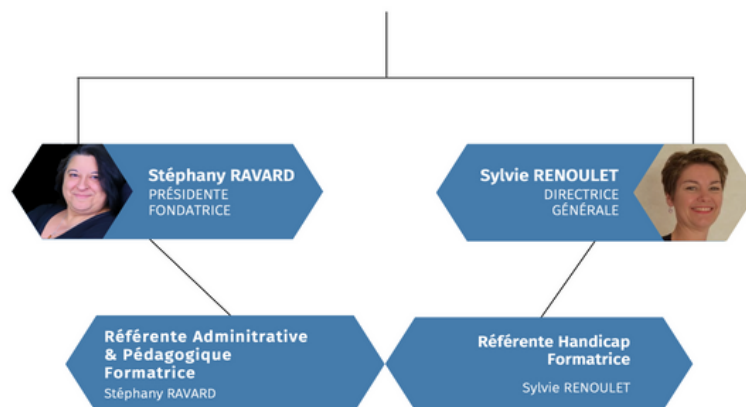 Stéphany RAVARD
PRÉSIDENTE
FONDATRICE
Sylvie RENOULET
DIRECTRICE
GÉNÉRALE
Référente Adminitrative
& Pédagogique
Formatrice
Stéphany RAVARD
Référente Handicap
Formatrice
Sylvie RENOULET